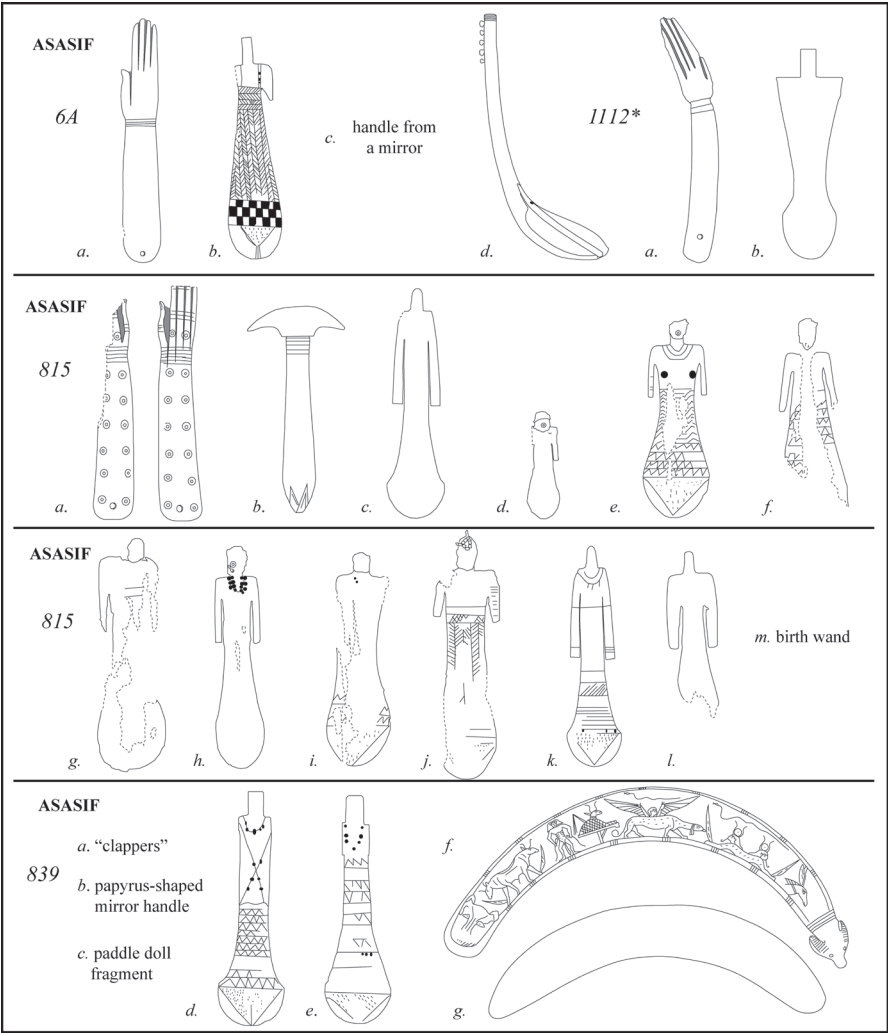 ASASIF
6A
a.
b.
c. handle from
a mirror
d.
1112*
a.
b.
ASASIF
815
a.
b.
c.
d.
e.
f.
ASASIF
815
g.
h.
i.
j.
k.
l.
m. birth wand
ASASIF
839
a. “clappers”
b. papyrus-shaped
mirror handle
c. paddle doll
fragment
d.
e.
f.
g.